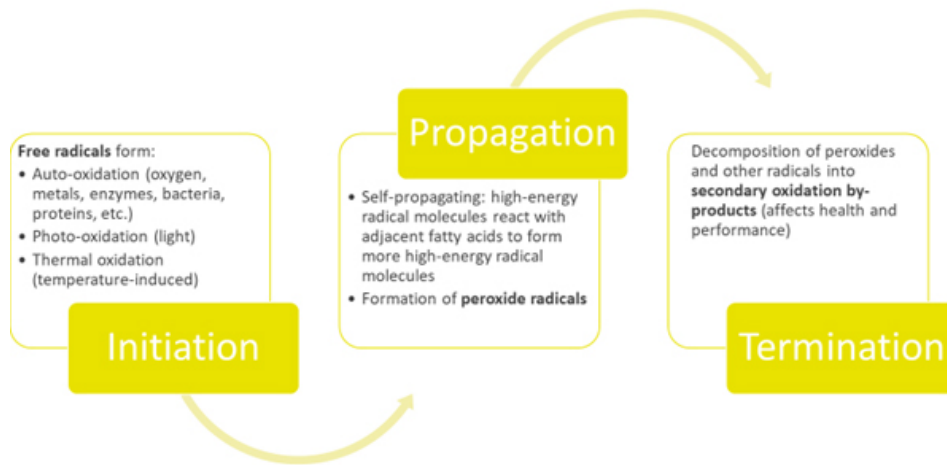 Free radicals form:
• Auto-oxidation (oxygen,
metals, enzymes, bacteria,
proteins, etc.)
• Photo-oxidation (light)
• Thermal oxidation
(temperature-induced)
Initiation
Propagation
• Self-propagating: high-energy
radical molecules react with
adjacent fatty acids to form
more high-energy radical
molecules
• Formation of peroxide radicals
Decomposition of peroxides
and other radicals into
secondary oxidation by-
products (affects health and
performance)
Termination